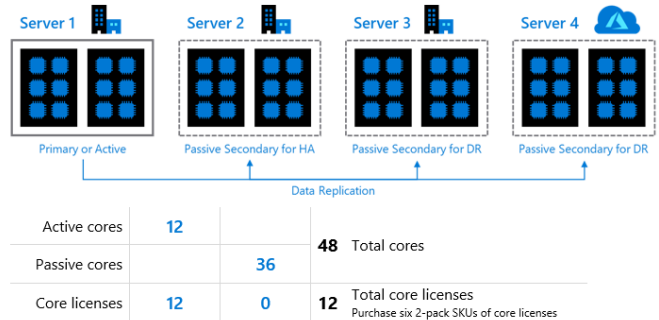 Server 1
Server 2
Server 3
Server 4
Primary or Active
Passive Secondary for HA
Passive Secondary for DR
Passive Secondary for DR
Data Replication
Active cores 12
48 Total cores
Passive cores 36
Core licenses 12 0 12 Total core licenses
Purchase six 2-pack SKUs of core licenses